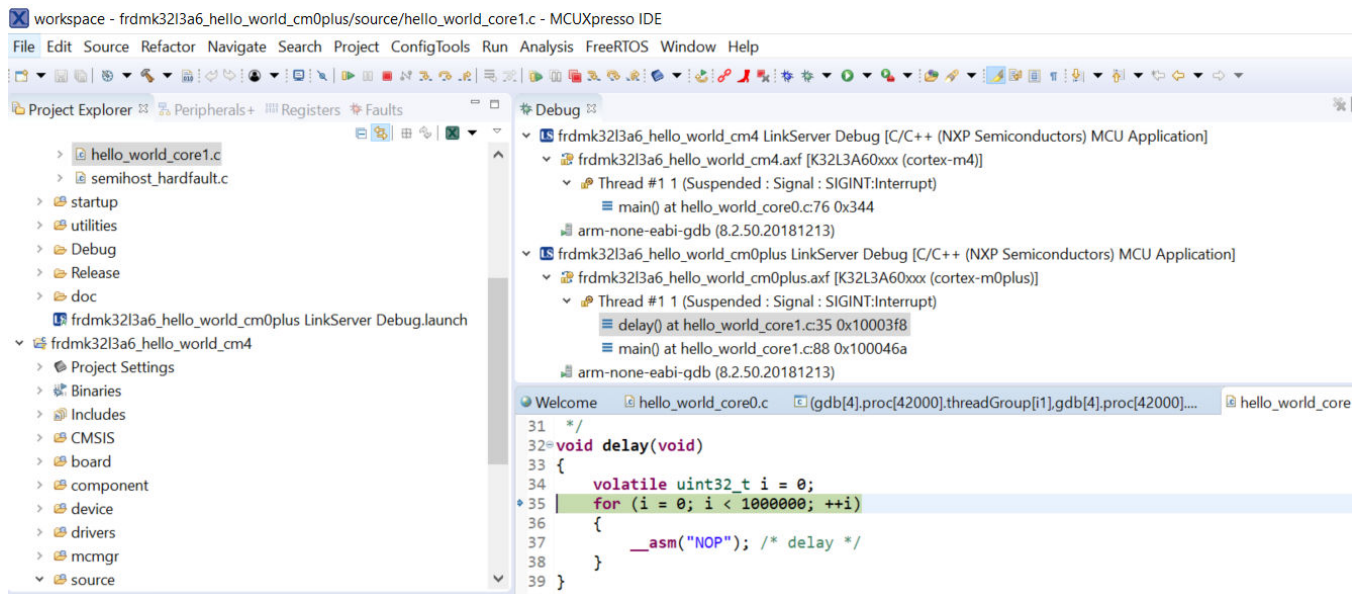 workspace - frdmk32l3a6_hello_world_cm0plus/source/hello_world_core1.c - MCUXpresso IDE
File Edit Source Refactor Navigate Search Project ConfigTools Run Analysis FreeRTOS Window Help
Project Explorer Peripherals+ Registers Faults
hello_world_core1.c
semihost_hardfault.c
startup
utilities
Debug
Release
doc
frdmk32l3a6_hello_world_cm0plus LinkServer Debug.launch
frdmk32l3a6_hello_world_cm4
Project Settings
Binaries
Includes
CMSIS
board
component
device
drivers
mcmgr
source
Debug
frdmk32l3a6_hello_world_cm4 LinkServer Debug [C/C++ (NXP Semiconductors) MCU Application]
frdmk32l3a6_hello_world_cm4.axf [K32L3A60xxx (cortex-m4)]
Thread #1 1 (Suspended : Signal : SIGINT:Interrupt)
main() at hello_world_core0.c:76 0x344
arm-none-eabi-gdb (8.2.50.20181213)
frdmk32l3a6_hello_world_cm0plus LinkServer Debug [C/C++ (NXP Semiconductors) MCU Application]
frdmk32l3a6_hello_world_cm0plus.axf [K32L3A60xxx (cortex-m0plus)]
Thread #1 1 (Suspended : Signal : SIGINT:Interrupt)
delay() at hello_world_core1.c:35 0x10003f8
main() at hello_world_core1.c:88 0x100046a
arm-none-eabi-gdb (8.2.50.20181213)
Welcome hello_world_core0.c (gdb[4].proc[42000].threadGroup[i1],gdb[4].proc[42000].... hello_world_core
31 */
32 void delay(void)
33 {
34 volatile uint32_t i = 0;
35 for (i = 0; i < 1000000; ++i)
36 {
37 __asm("NOP"); /* delay */
38 }
39 }